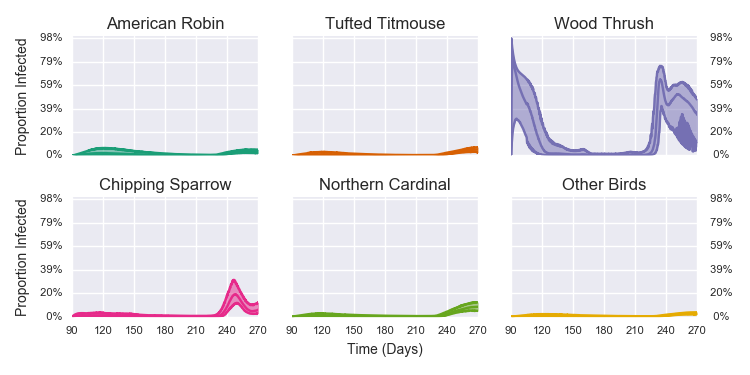 American Robin Tufted Titmouse Wood Thrush
98% 98%
79% 79%
59% 59%
39% 39%
20% 20%
0% 0%
Proportion Infected
Chipping Sparrow Northern Cardinal Other Birds
98% 98%
79% 79%
59% 59%
39% 39%
20% 20%
0% 0%
Proportion Infected
90 120 150 180 210 240 270 90 120 150 180 210 240 270 90 120 150 180 210 240 270
Time (Days)